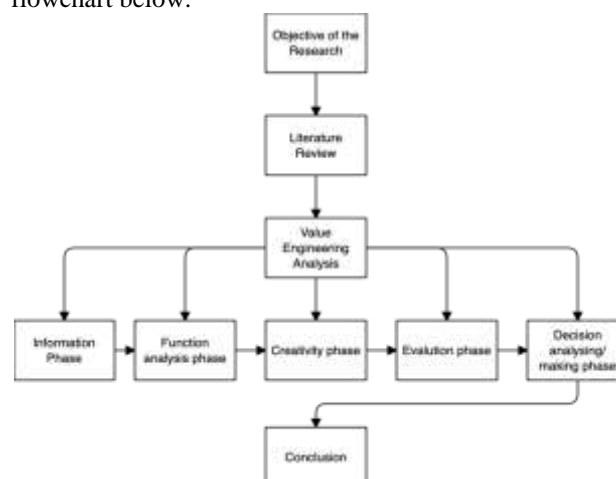 flowchart below.
Objective of the
Research
Literature
Review
Value
Engineering
Analysis
Information
Phase
Function
analysis phase
Creativity phase
Evalution phase
Decision
analysing/
making phase
Conclusion